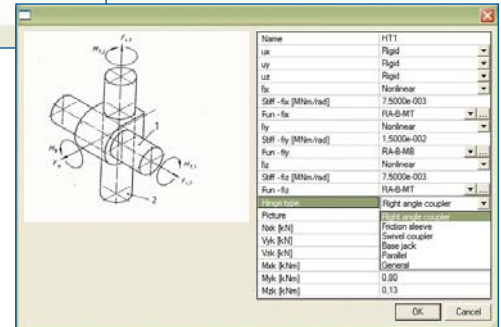 Name HT1
ux Rigid
uy Rigid
uz Rigid
fix Nonlinear
Stiff - fix [MNm/rad] 7,5000e-003
Fun - fix RA-B-MT
fiy Nonlinear
Stiff - fiy [MNm/rad] 1,5000e-002
Fun - fiy RA-B-MB
fiz Nonlinear
Stiff - fiz [MNm/rad] 7,5000e-003
Fun - fiz RA-B-MT
Hinge type Right angle coupler
Picture Right angle coupler
Friction sleeve
Nxk [kN]
Swivel coupler
Vyk [kN]
Base jack
Vzk [kN]
Parallel
Mxk [kNm] General
Myk [kNm] 0,80
Mzk [kNm] 0,13
1
2
OK Cancel